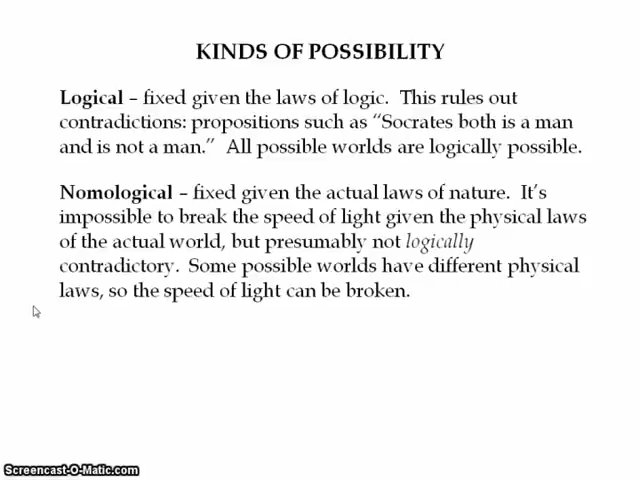 KINDS OF POSSIBILITY
Logical – fixed given the laws of logic.  This rules out
contradictions: propositions such as “Socrates both is a man
and is not a man.”  All possible worlds are logically possible.
Nomological – fixed given the actual laws of nature.  It’s
impossible to break the speed of light given the physical laws
of the actual world, but presumably not logically
contradictory.  Some possible worlds have different physical
laws, so the speed of light can be broken.
Screencast-O-Matic.com